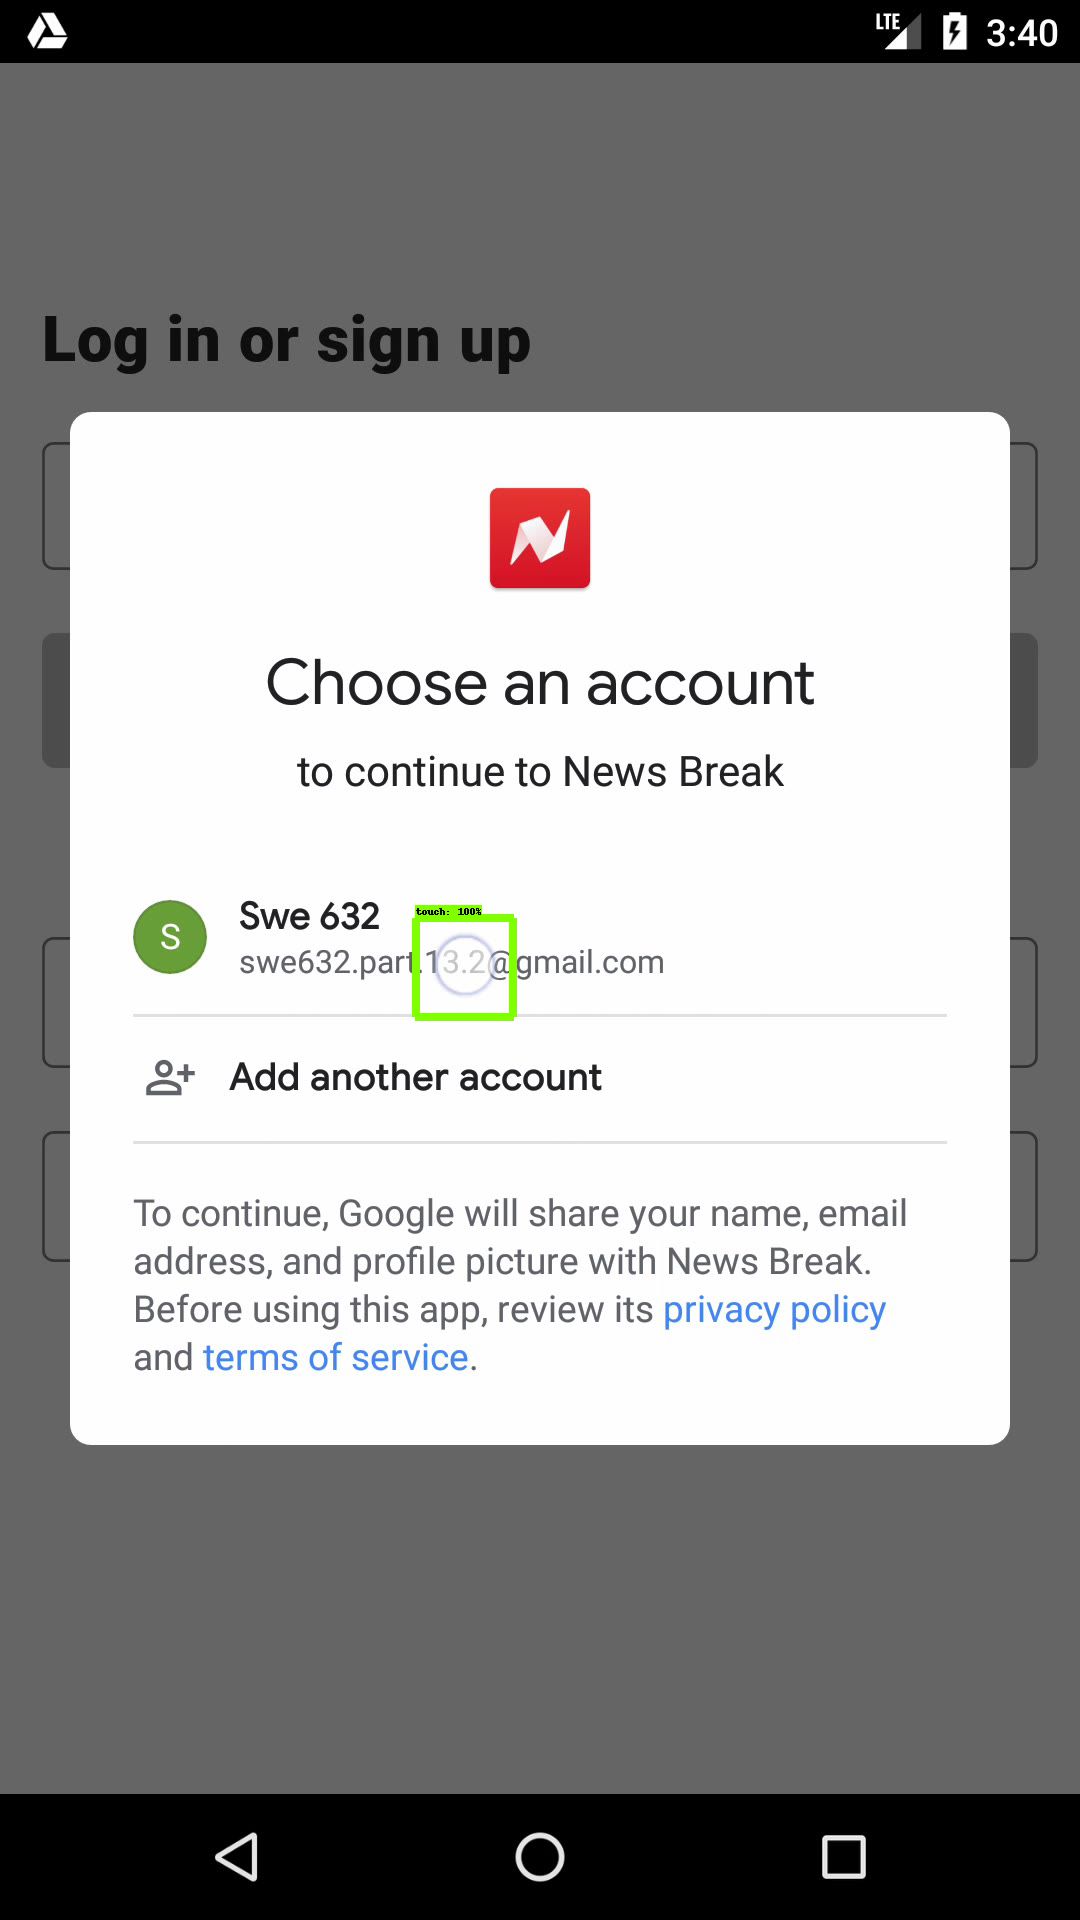 LTE 3:40
Log in or sign up
Choose an account
to continue to News Break
touch: 100%
S
Swe 632
swe632.part.13.2@gmail.com
Add another account
To continue, Google will share your name, email
address, and profile picture with News Break.
Before using this app, review its privacy policy
and terms of service.